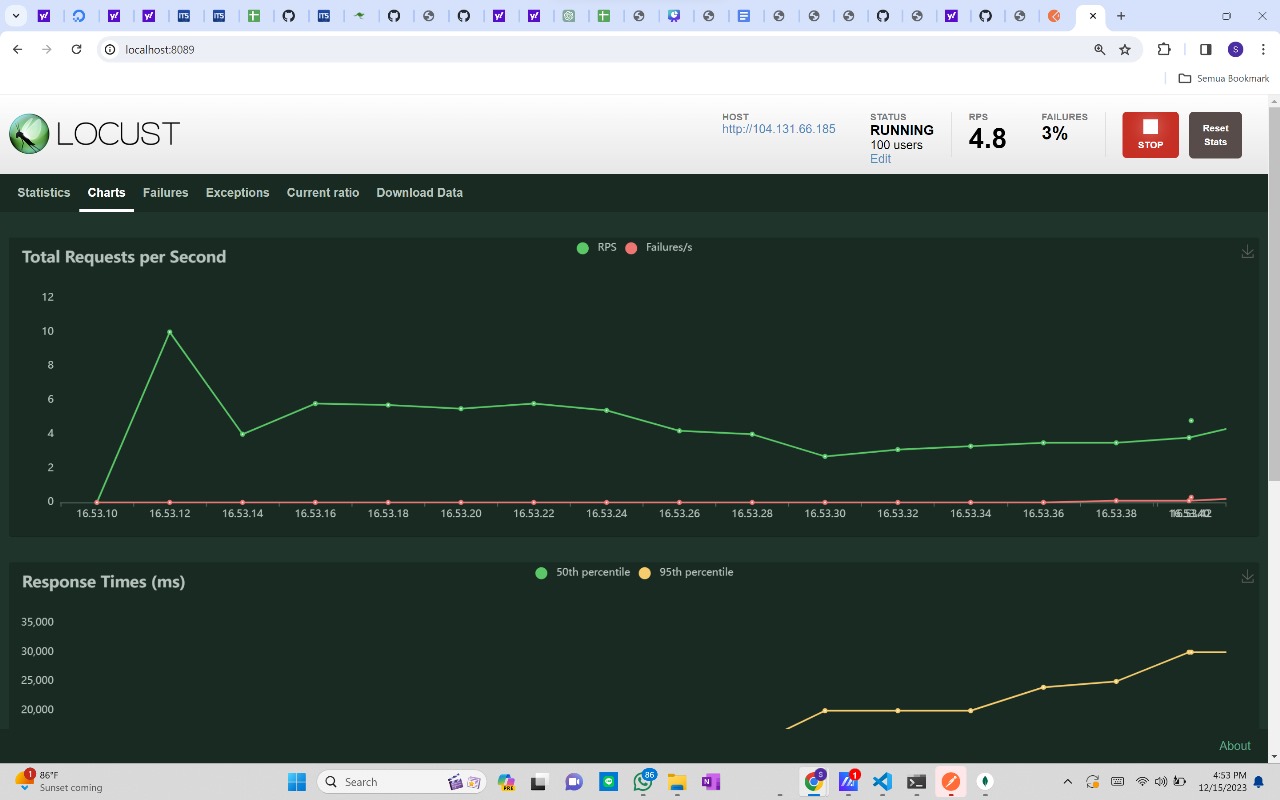 localhost:8089
S
Semua Bookmark
LOCUST
HOST
http://104.131.66.185
STATUS
RUNNING
100 users
Edit
RPS
4.8
FAILURES
3%
STOP
Reset
Stats
Statistics
Charts
Failures
Exceptions
Current ratio
Download Data
Total Requests per Second
RPS
Failures/s
12
10
8
6
4
2
0
16.53.10
16.53.12
16.53.14
16.53.16
16.53.18
16.53.20
16.53.22
16.53.24
16.53.26
16.53.28
16.53.30
16.53.32
16.53.34
16.53.36
16.53.38
Response Times (ms)
50th percentile
95th percentile
35,000
30,000
25,000
20,000
About
1
86°F
Sunset coming
Search
PRE
86
S
1
4:53 PM
12/15/2023